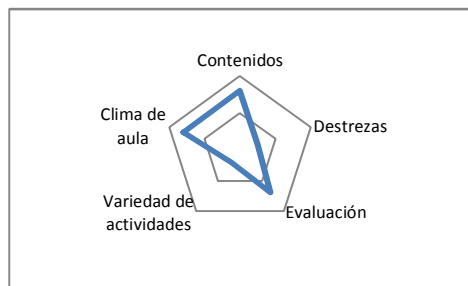 Contenidos
Destrezas
Evaluación
Variedad de
actividades
Clima de
aula